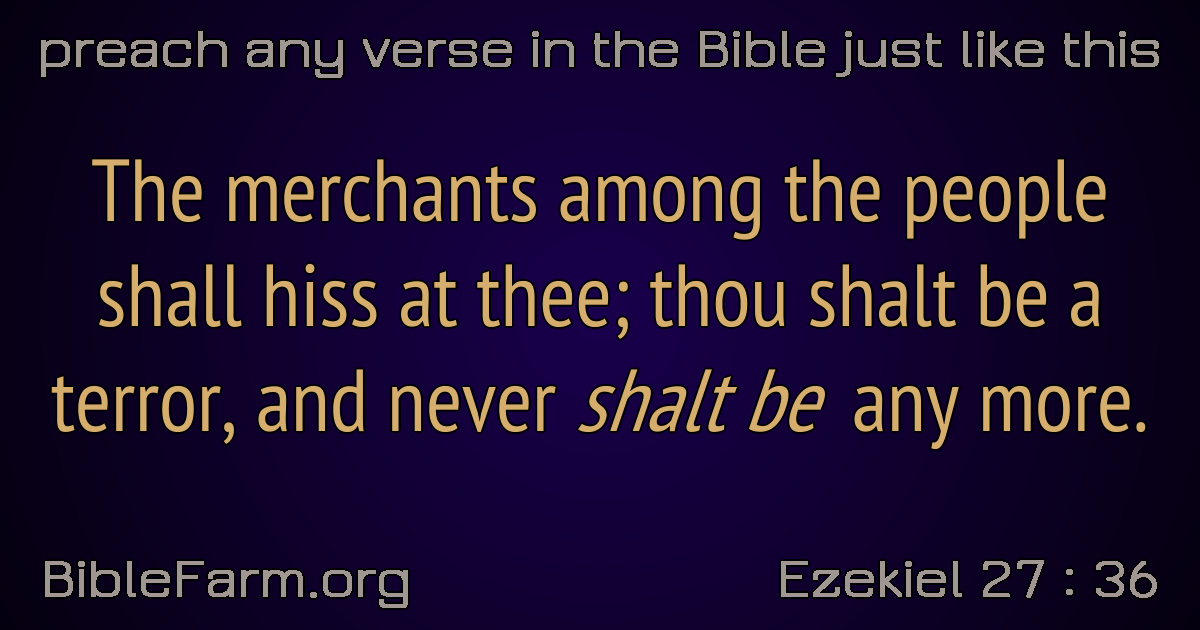 preach any verse in the Bible just like this
The merchants among the people
shall hiss at thee; thou shalt be a
terror, and never shalt be any more.
BibleFarm.org
Ezekiel 27 : 36